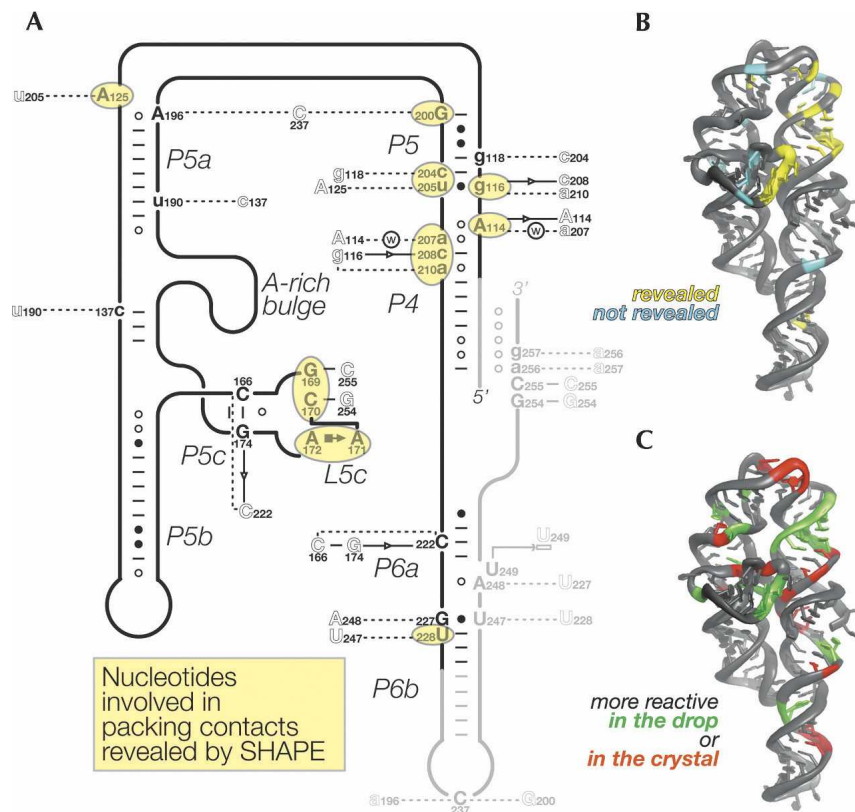 A
B
u205
A125
A196
C
237
200G
P5
P5a
g118
c204
g118
204c
A125
205u
g116
c208
a210
u190
c137
A114
A114
W
a207
A114
W
207a
g116
208c
210a
A-rich
bulge
P4
3'
revealed
not revealed
u190
137C
g257
a256
a256
a257
C255
C255
G254
G254
5'
166
C
G
169
C
255
C
170
G
254
G
174
A
172
A
171
P5c
L5c
C222
P5b
C
166
G
174
222C
P6a
U249
U
249
A248
U227
A248
227G
U247
U228
U247
228U
P6b
C
Nucleotides
involved in
packing contacts
revealed by SHAPE
more reactive
in the drop
or
in the crystal
a196
C
237
G200